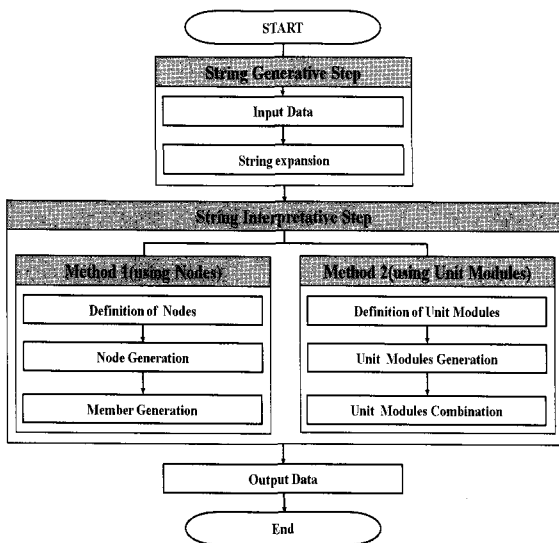 START
String Generative Step
Input Data
String expansion
String Interpretative Step
Method 1(using Nodes)
Definition of Nodes
Node Generation
Member Generation
Method 2(using Unit Modules)
Definition of Unit Modules
Unit Modules Generation
Unit Modules Combination
Output Data
End